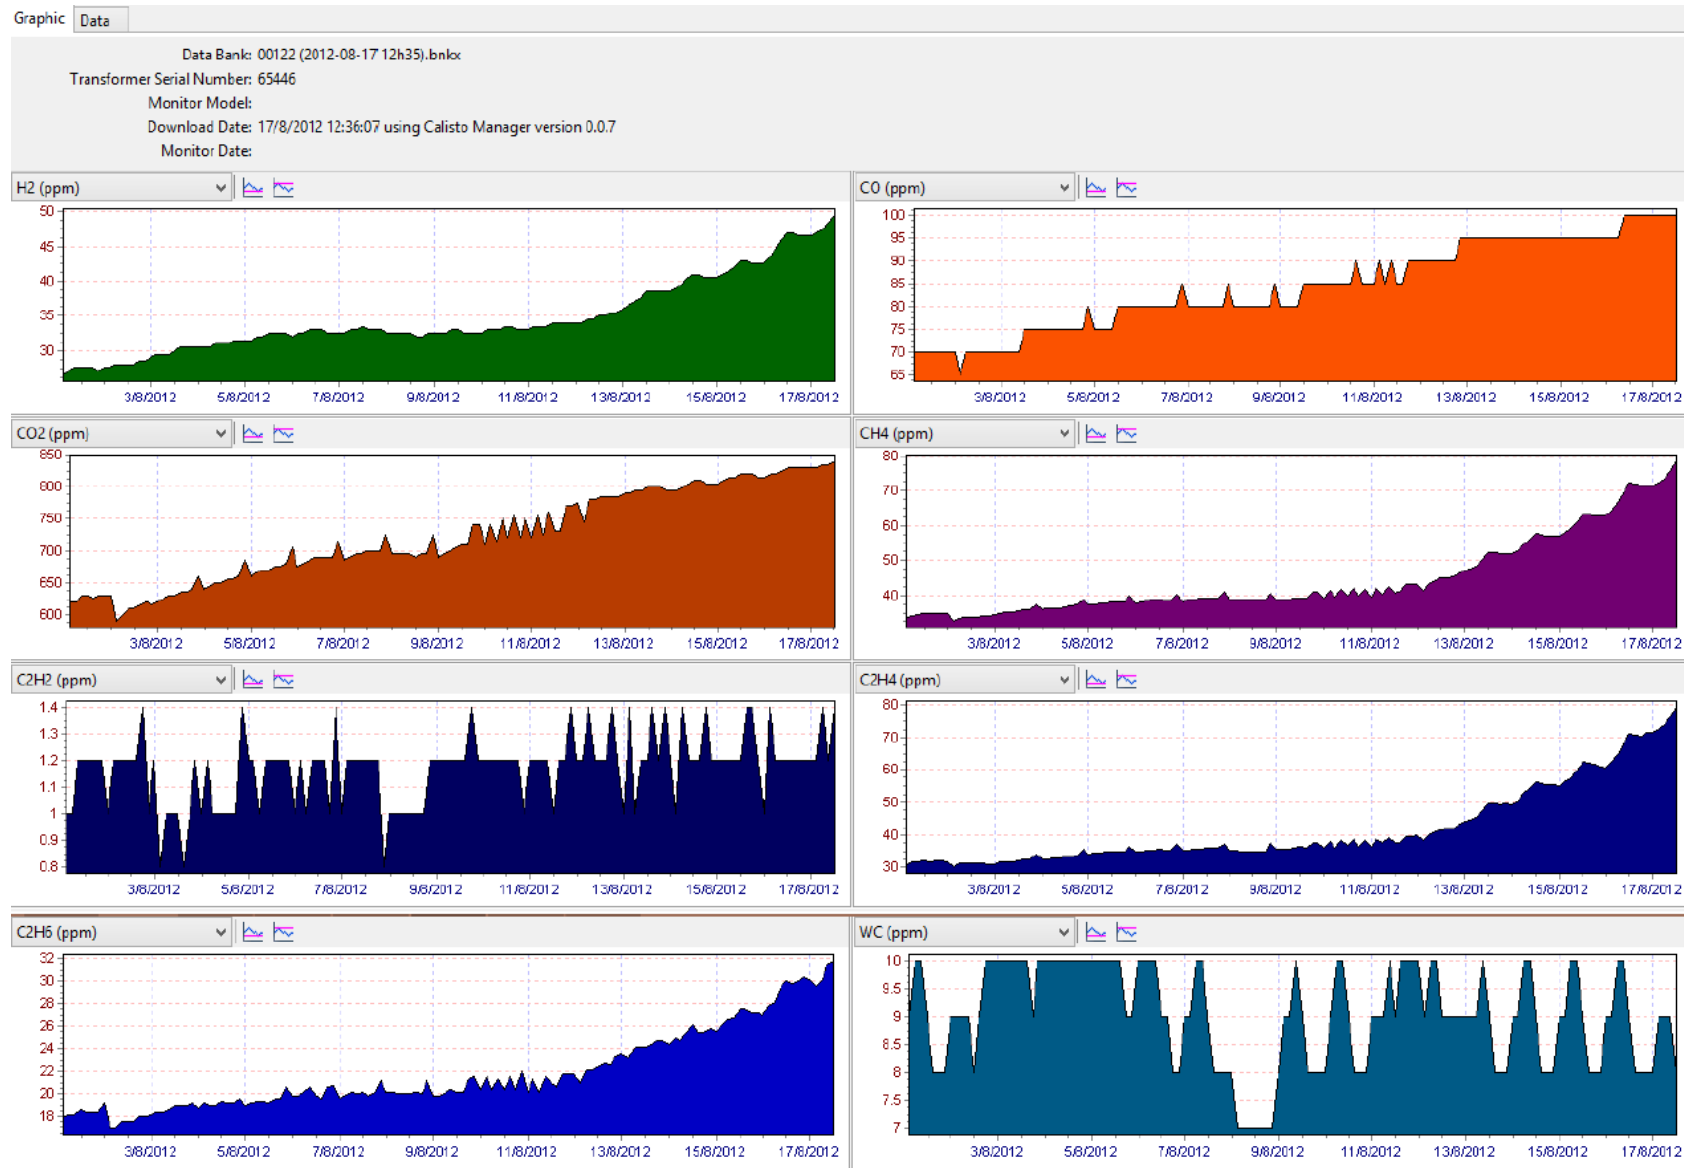 Graphic Data
Data Bank: 00122 (2012-08-17 12h35).bnkx
Transformer Serial Number: 65446
Monitor Model:
Download Date: 17/8/2012 12:36:07 using Calisto Manager version 0.0.7
Monitor Date:
H2 (ppm)
50
45
40
35
30
3/8/2012 5/8/2012 7/8/2012 9/8/2012 11/8/2012 13/8/2012 15/8/2012 17/8/2012
CO (ppm)
100
95
90
85
80
75
70
65
3/8/2012 5/8/2012 7/8/2012 9/8/2012 11/8/2012 13/8/2012 15/8/2012 17/8/2012
CO2 (ppm)
850
800
750
700
650
600
3/8/2012 5/8/2012 7/8/2012 9/8/2012 11/8/2012 13/8/2012 15/8/2012 17/8/2012
CH4 (ppm)
80
70
60
50
40
3/8/2012 5/8/2012 7/8/2012 9/8/2012 11/8/2012 13/8/2012 15/8/2012 17/8/2012
C2H2 (ppm)
1.4
1.3
1.2
1.1
1
0.9
0.8
3/8/2012 5/8/2012 7/8/2012 9/8/2012 11/8/2012 13/8/2012 15/8/2012 17/8/2012
C2H4 (ppm)
80
70
60
50
40
30
3/8/2012 5/8/2012 7/8/2012 9/8/2012 11/8/2012 13/8/2012 15/8/2012 17/8/2012
C2H6 (ppm)
32
30
28
26
24
22
20
18
3/8/2012 5/8/2012 7/8/2012 9/8/2012 11/8/2012 13/8/2012 15/8/2012 17/8/2012
WC (ppm)
10
9.5
9
8.5
8
7.5
7
3/8/2012 5/8/2012 7/8/2012 9/8/2012 11/8/2012 13/8/2012 15/8/2012 17/8/2012